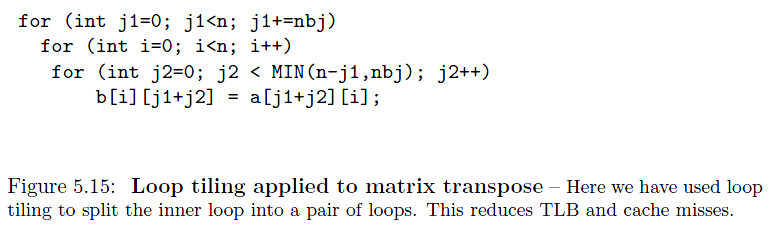 for (int j1=0; j1<n; j1+=nbj)
for (int i=0; i<n; i++)
for (int j2=0; j2 < MIN(n-j1,nbj); j2++)
b[i][j1+j2] = a[j1+j2][i];
Figure 5.15: Loop tiling applied to matrix transpose – Here we have used loop
tiling to split the inner loop into a pair of loops. This reduces TLB and cache misses.